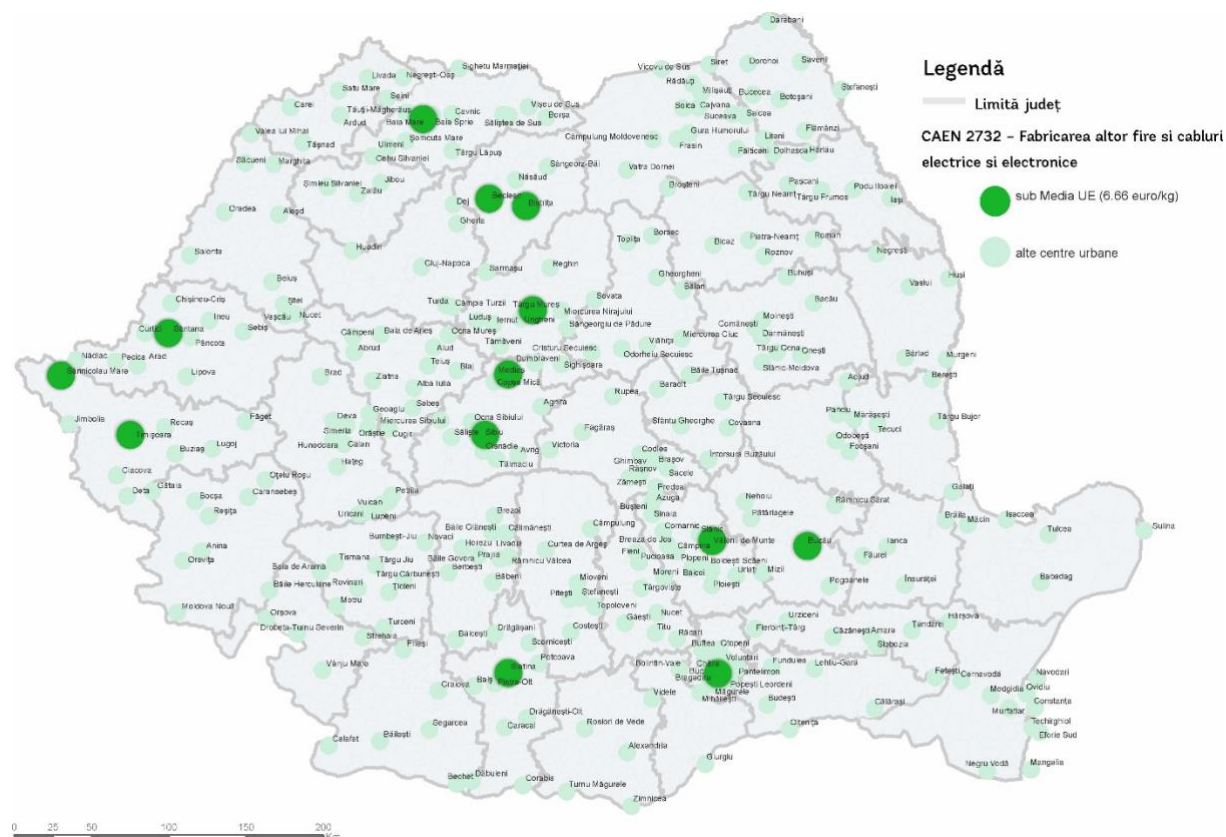 Legendă
Limită județ
CAEN 2732 – Fabricarea altor fire si cabluri
electrice si electronice
sub Media UE (6.66 euro/kg)
alte centre urbane
Darabani
Siret
Dorohoi
Săveni
Vicovu de Sus
Rădăuți
Ștefanești
Sighetu Marmației
Livada
Negrești-Oaș
Satu Mare
Seini
Carei
Tăuți-Măgherăuș
Ardud
Baia Mare
Cavnic
Baia Sprie
Vișeu de Sus
Borșa
Săliștea de Sus
Milișăuți
Bucecea
Botoșani
Solca
Cajvana
Suceava
Salcea
Gura Humorului
Liteni
Flămânzi
Câmpulung Moldovenesc
Frasin
Fălticeni
Dolhasca
Hârlău
Valea lui Mihai
Tășnad
Șomcuta Mare
Ulmeni
Cehu Silvaniei
Târgu Lăpuș
Săcueni
Marghita
Șimleu Silvaniei
Jibou
Zalău
Sângeorz-Băi
Năsăud
Vatra Dornei
Broșteni
Pașcani
Târgu Neamț
Târgu Frumos
Podu Iloaiei
Iași
Beclean
Bistrița
Dej
Gherla
Oradea
Aleșd
Huedin
Cluj-Napoca
Sărmașu
Reghin
Toplița
Borsec
Bicaz
Piatra-Neamț
Roznov
Roman
Negrești
Salonta
Beiuș
Gheorgheni
Bălan
Buhuși
Bacău
Vaslui
Huși
Chișineu-Criș
Ștei
Nucet
Vașcău
Ineu
Sebiș
Curtici
Sântana
Pâncota
Turda
Câmpia Turzii
Luduș
Iernut
Târgu Mureș
Ungheni
Sovata
Miercurea Nirajului
Sângeorgiu de Pădure
Câmpeni
Baia de Arieș
Ocna Mureș
Târnăveni
Abrud
Aiud
Teiuș
Blaj
Dumbrăveni
Cristuru Secuiesc
Odorheiu Secuiesc
Sighișoara
Vlăhița
Miercurea Ciuc
Băile Tușnad
Comănești
Moinești
Dărmănești
Târgu Ocna
Onești
Slănic-Moldova
Bârlad
Murgeni
Berești
Nădlac
Pecica
Arad
Sânnicolau Mare
Lipova
Brad
Zlatna
Alba Iulia
Mediaș
Copșa Mică
Agnita
Rupea
Baraolt
Târgu Secuiesc
Adjud
Panciu
Mărășești
Tecuci
Târgu Bujor
Odobești
Focșani
Jimbolia
Timișoara
Recaș
Făget
Buziaș
Lugoj
Deva
Geoagiu
Sebeș
Simeria
Orăștie
Cugir
Miercurea Sibiului
Hunedoara
Călan
Hațeg
Ocna Sibiului
Săliște
Sibiu
Cisnădie
Avrig
Tălmaciu
Victoria
Făgăraș
Sfântu Gheorghe
Covasna
Întorsura Buzăului
Codlea
Ghimbav
Brașov
Râșnov
Săcele
Zărnești
Predeal
Azuga
Bușteni
Sinaia
Ciacova
Deta
Gătaia
Bocșa
Reșița
Oțelu Roșu
Caransebeș
Petrila
Vulcan
Uricani
Lupeni
Anina
Oravița
Bumbești-Jiu
Novaci
Băile Olănești
Brezoi
Călimănești
Horezu
Râmnicu Vâlcea
Băile Govora
Berbești
Băbeni
Câmpulung
Curtea de Argeș
Nehoiu
Pătârlagele
Râmnicu Sărat
Galați
Brăila
Măcin
Isaccea
Tulcea
Sulina
Comarnic
Slănic
Vălenii de Munte
Breaza de Jos
Câmpina
Fieni
Pucioasa
Plopeni
Boldești Scăeni
Moreni
Băicoi
Urlați
Mizil
Târgoviște
Ploiești
Buzău
Ianca
Făurei
Pogoanele
Însurăței
Babadag
Tismana
Târgu Jiu
Baia de Aramă
Târgu Cărbunești
Băile Herculane
Rovinari
Țicleni
Motru
Moldova Nouă
Orșova
Drobeta-Turnu Severin
Turceni
Strehaia
Filiași
Bălcești
Drăgășani
Mioveni
Pitești
Ștefanești
Topoloveni
Costești
Găești
Nucet
Titu
Răcari
Scornicești
Potcoava
Urziceni
Fierbinți-Târg
Căzănești
Amara
Țăndărei
Slobozia
Hârșova
Buftea
Otopeni
Voluntari
Chitila
Pantelimon
Bragadiru
Popești Leordeni
Măgurele
Mihăilești
Bolintin-Vale
Fundulea
Lehliu-Gară
Budești
Videle
Fetești
Cernavodă
Medgidia
Năvodari
Ovidiu
Constanța
Murfatlar
Techirghiol
Eforie Sud
Mangalia
Negru Vodă
Vânju Mare
Craiova
Balș
Slatina
Piatra-Olt
Drăgănești-Olt
Caracal
Roșiori de Vede
Segarcea
Calafat
Băilești
Alexandria
Giurgiu
Oltenița
Călărași
Bechet
Dăbuleni
Corabia
Turnu Măgurele
Zimnicea
0 50 100 150 200